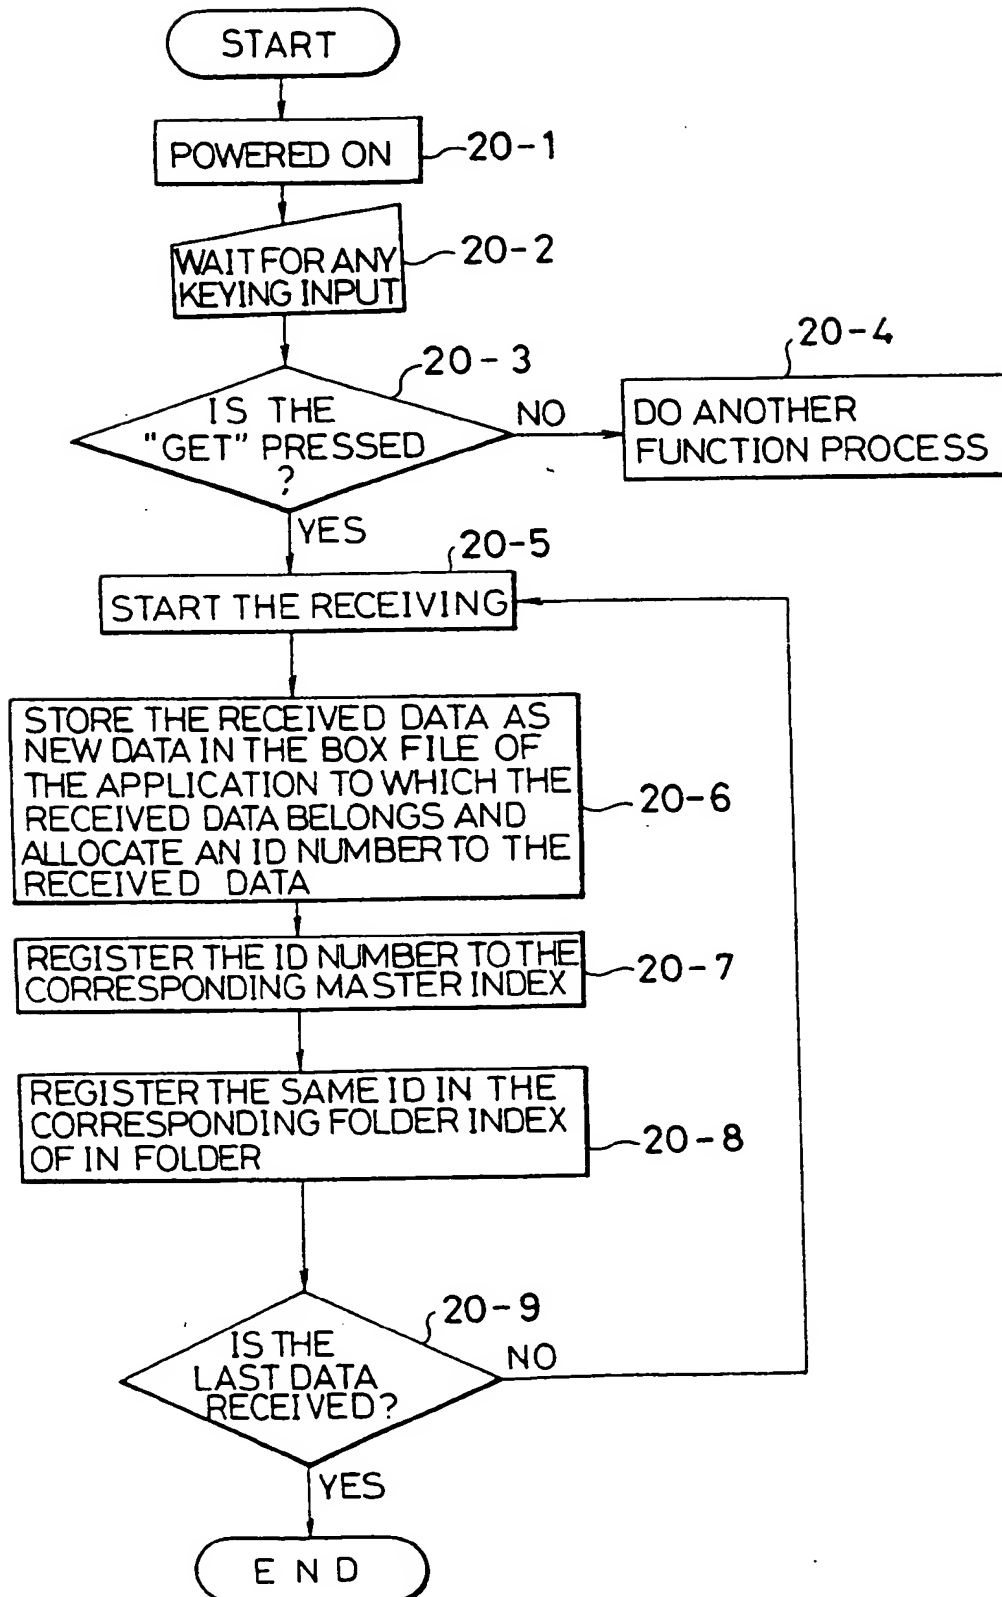 START
POWERED ON
20-1
WAIT FOR ANY
KEYING INPUT
20-2
20-3
IS THE
"GET" PRESSED
?
NO
20-4
DO ANOTHER
FUNCTION PROCESS
YES
20-5
START THE RECEIVING
STORE THE RECEIVED DATA AS
NEW DATA IN THE BOX FILE OF
THE APPLICATION TO WHICH THE
RECEIVED DATA BELONGS AND
ALLOCATE AN ID NUMBER TO THE
RECEIVED DATA
20-6
REGISTER THE ID NUMBER TO THE
CORRESPONDING MASTER INDEX
20-7
REGISTER THE SAME ID IN THE
CORRESPONDING FOLDER INDEX
OF IN FOLDER
20-8
20-9
IS THE
LAST DATA
RECEIVED?
NO
YES
END